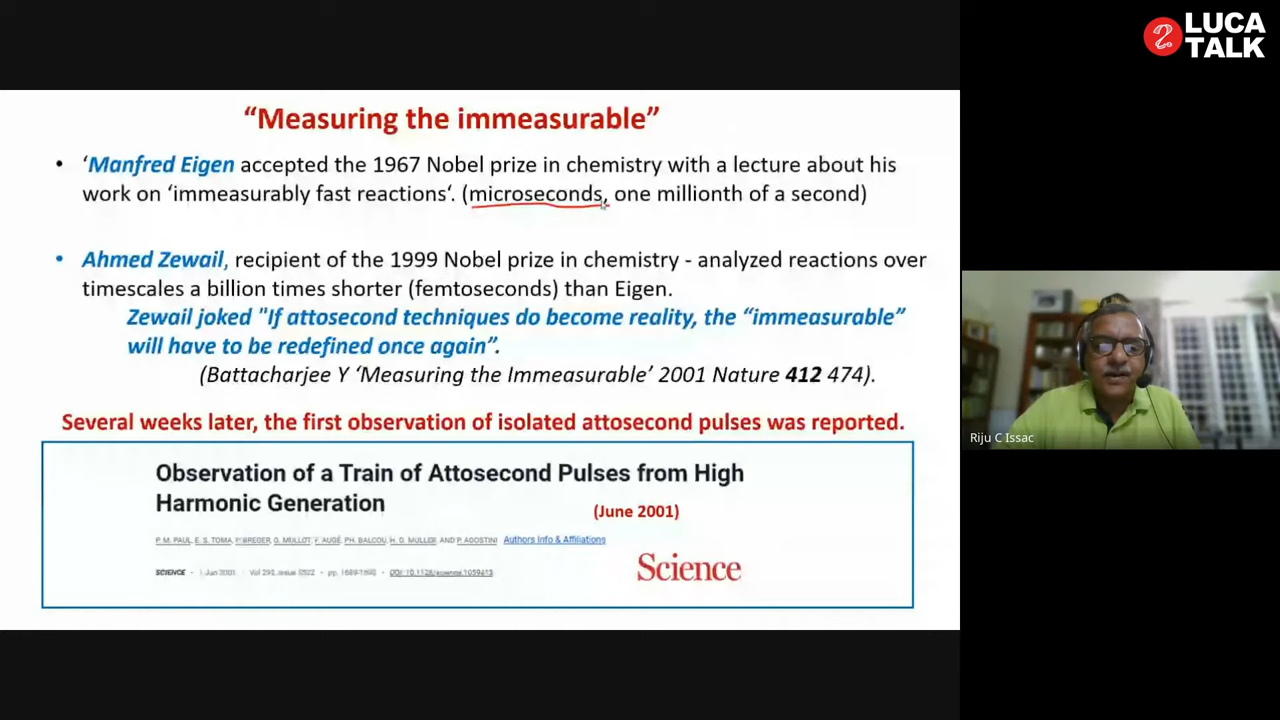 LUCA
TALK
“Measuring the immeasurable”
• ‘Manfred Eigen accepted the 1967 Nobel prize in chemistry with a lecture about his
work on ‘immeasurably fast reactions‘. (microseconds, one millionth of a second)
• Ahmed Zewail, recipient of the 1999 Nobel prize in chemistry - analyzed reactions over
timescales a billion times shorter (femtoseconds) than Eigen.
Zewail joked "If attosecond techniques do become reality, the “immeasurable”
will have to be redefined once again”.
(Battacharjee Y ‘Measuring the Immeasurable’ 2001 Nature 412 474).
Several weeks later, the first observation of isolated attosecond pulses was reported.
Observation of a Train of Attosecond Pulses from High
Harmonic Generation
(June 2001)
P. M. PAUL, E. S. TOMA, P. BREGER, G. MULLOT, F. AUGÉ, PH. BALCOU, H. G. MULLER, AND P. AGOSTINI Authors Info & Affiliations
SCIENCE • 1 Jun 2001 • Vol 292, Issue 5522 • pp. 1689-1692 • DOI: 10.1126/science.1059413
Science
Riju C Issac